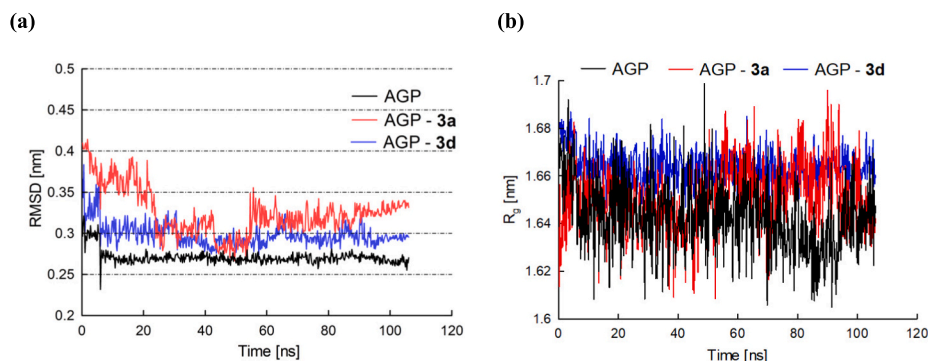 (a)
0.5
0.45
0.4
0.35
0.3
0.25
0.2
RMSD [nm]
AGP
AGP - 3a
AGP - 3d
0 20 40 60 80 100 120
Time [ns]
(b)
AGP AGP - 3a AGP - 3d
1.7
1.68
1.66
1.64
1.62
1.6
Rg [nm]
0 20 40 60 80 100 120
Time [ns]